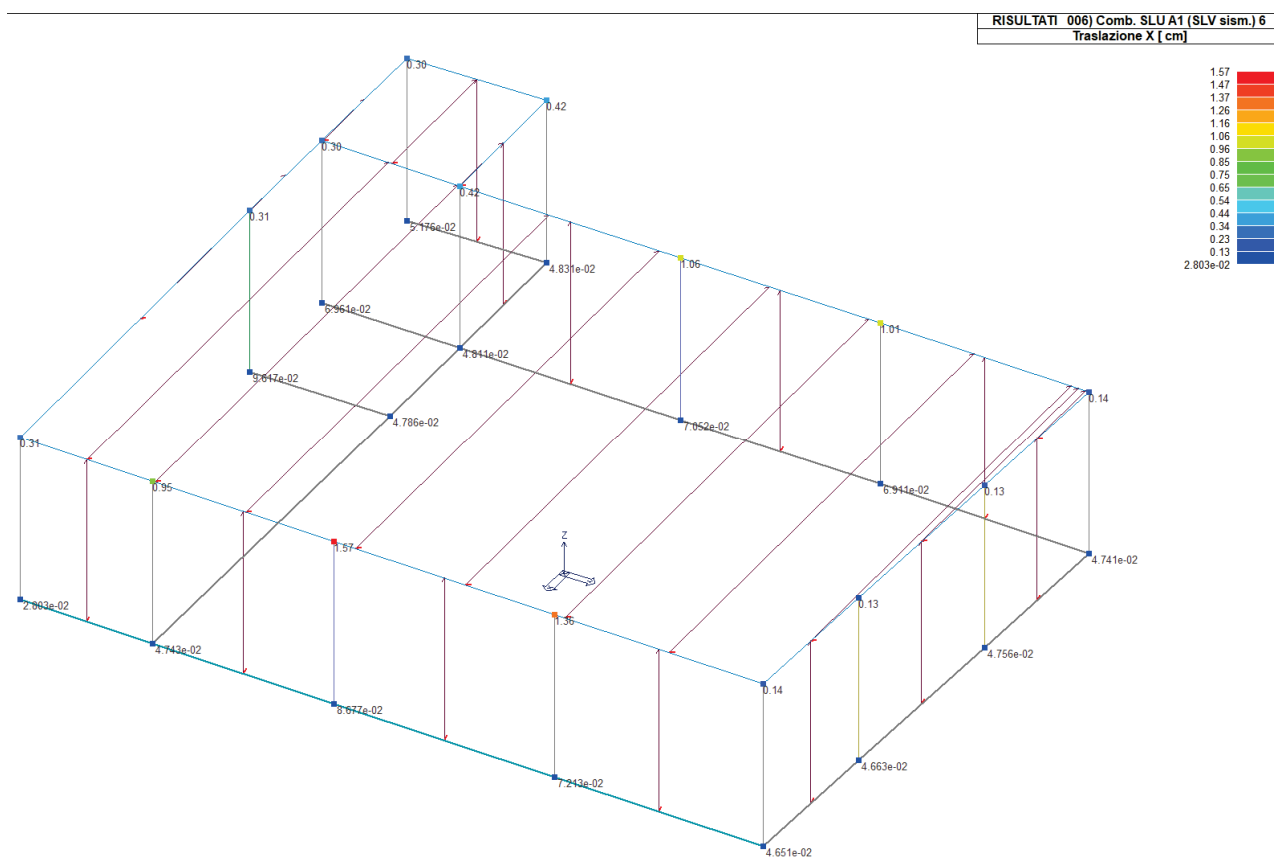 RISULTATI 006) Comb. SLU A1 (SLV sism.) 6
Traslazione X [ cm]
1.57
1.47
1.37
1.26
1.16
1.06
0.96
0.85
0.75
0.65
0.54
0.44
0.34
0.23
0.13
2.803e-02
0.30
0.42
0.30
0.42
0.31
5.176e-02
4.831e-02
1.06
6.961e-02
1.01
4.811e-02
9.617e-02
0.14
4.786e-02
7.052e-02
0.31
0.95
6.911e-02
0.13
1.57
4.741e-02
Z
2.803e-02
0.13
1.36
4.743e-02
4.756e-02
0.14
8.677e-02
4.663e-02
7.213e-02
4.651e-02